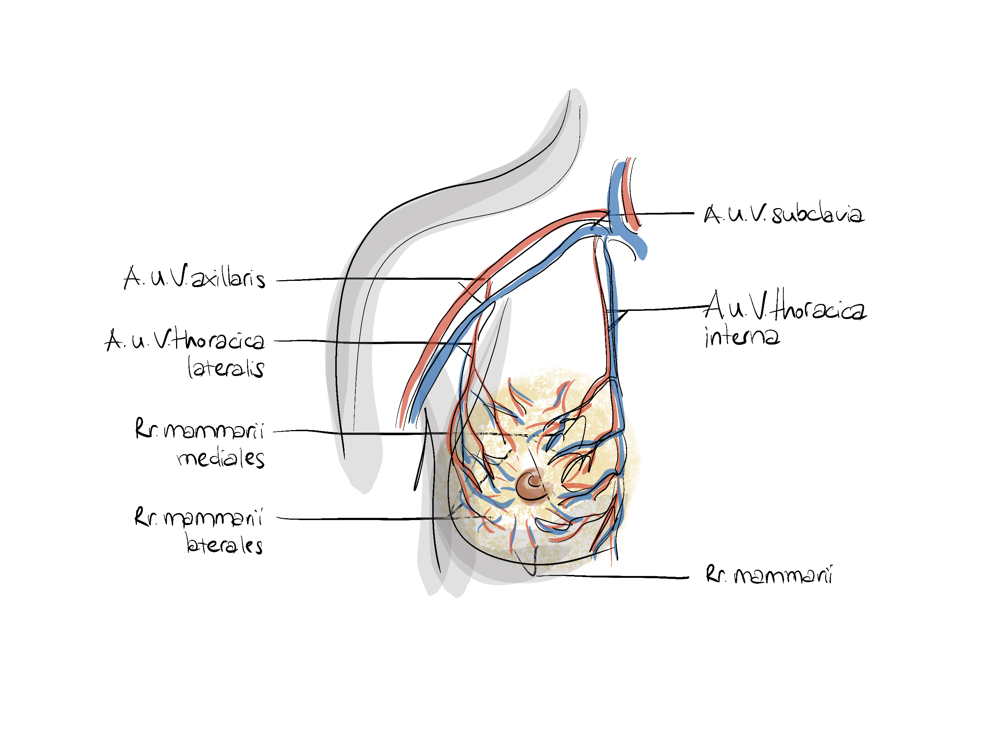 A. u. V. subclavia
A. u. V. axillaris
A. u. V. thoracica
interna
A. u. V. thoracica
lateralis
Rr. mammarii
mediales
Rr. mammarii
laterales
Rr. mammarii